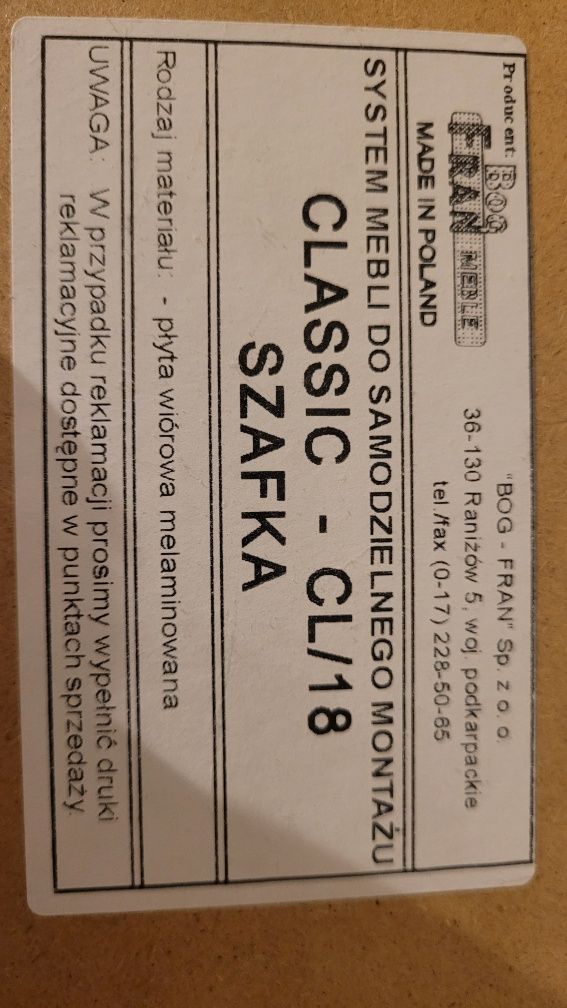 Producent:
BOG
FRAN MEBLE
MADE IN POLAND
"BOG - FRAN" Sp. z o. o.
36-130 Raniżów 5, woj. podkarpackie
tel./fax (0-17) 228-50-65
SYSTEM MEBLI DO SAMODZIELNEGO MONTAŻU
CLASSIC - CL/18
SZAFKA
Rodzaj materiału: - płyta wiórowa melaminowana
UWAGA: W przypadku reklamacji prosimy wypełnić druki
reklamacyjne dostępne w punktach sprzedaży.